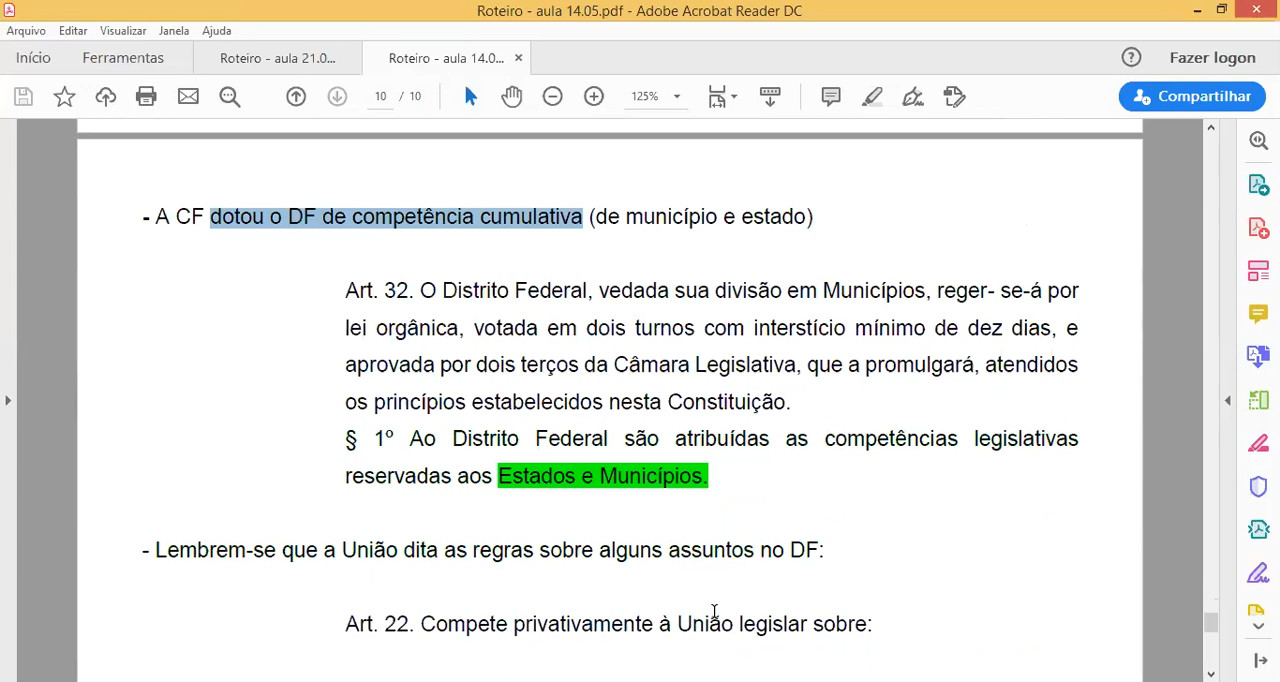 Roteiro - aula 14.05.pdf - Adobe Acrobat Reader DC
Arquivo Editar Visualizar Janela Ajuda
Início Ferramentas Roteiro - aula 21.0... Roteiro - aula 14.0... × Fazer logon
10 / 10 125% Compartilhar
- A CF dotou o DF de competência cumulativa (de município e estado)
Art. 32. O Distrito Federal, vedada sua divisão em Municípios, reger- se-á por
lei orgânica, votada em dois turnos com interstício mínimo de dez dias, e
aprovada por dois terços da Câmara Legislativa, que a promulgará, atendidos
os princípios estabelecidos nesta Constituição.
§ 1º Ao Distrito Federal são atribuídas as competências legislativas
reservadas aos Estados e Municípios.
- Lembrem-se que a União dita as regras sobre alguns assuntos no DF:
Art. 22. Compete privativamente à União legislar sobre: